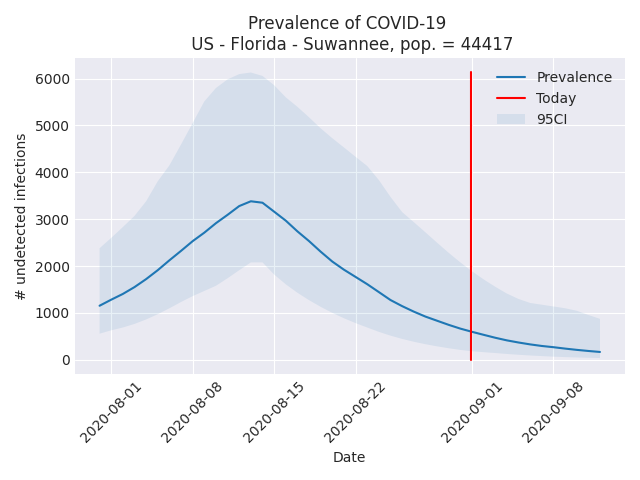 Prevalence of COVID-19
US - Florida - Suwannee, pop. = 44417
Prevalence
Today
95CI
# undetected infections
6000
5000
4000
3000
2000
1000
0
2020-08-01
2020-08-08
2020-08-15
2020-08-22
2020-09-01
2020-09-08
Date